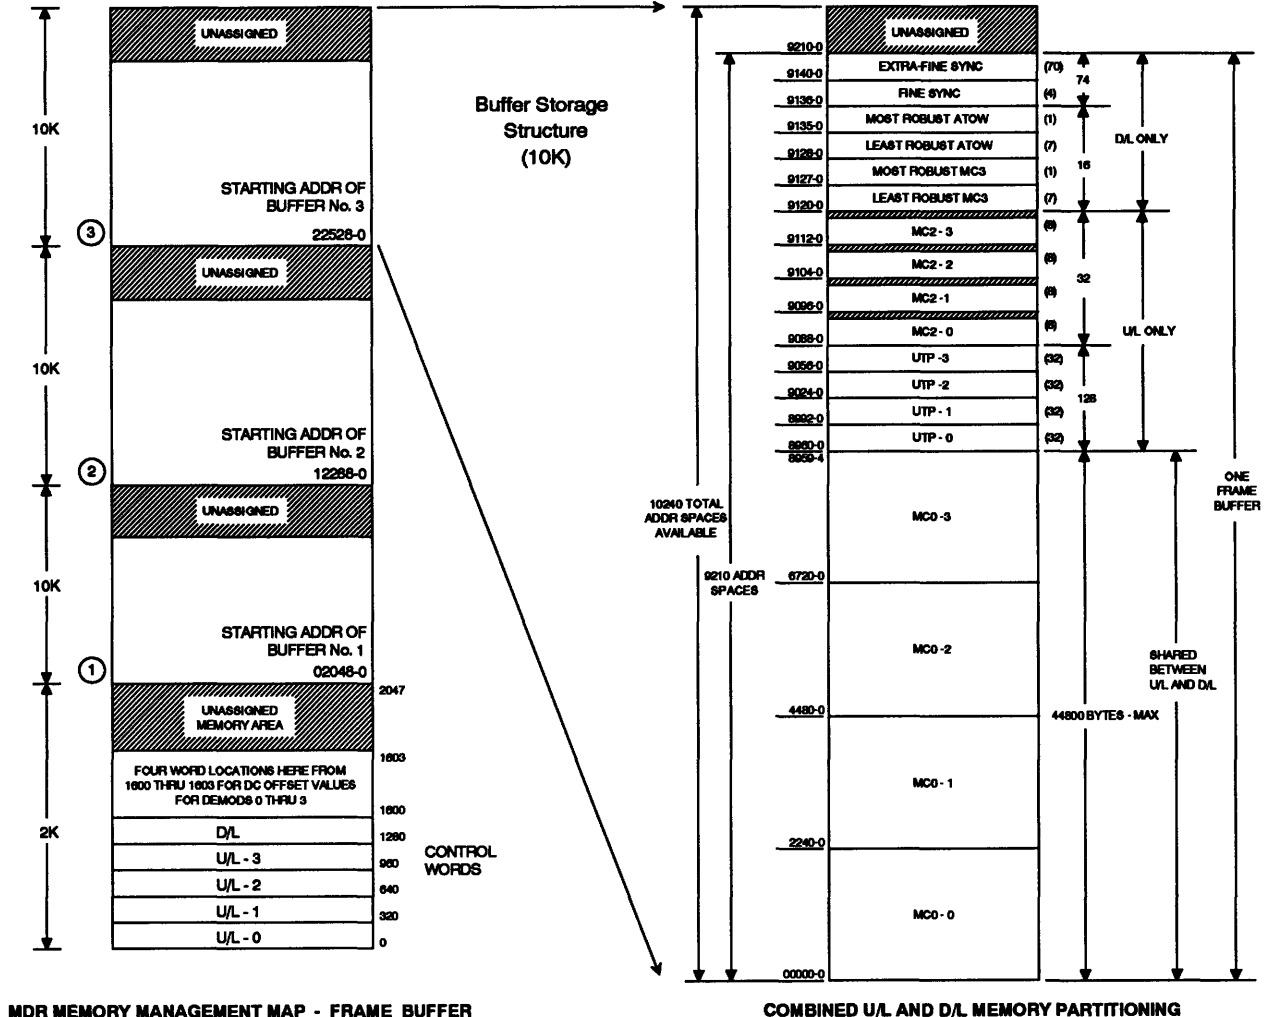 UNASSIGNED
10K
STARTING ADDR OF
BUFFER No. 3
3
22528-0
UNASSIGNED
10K
STARTING ADDR OF
BUFFER No. 2
2
12288-0
UNASSIGNED
10K
STARTING ADDR OF
BUFFER No. 1
1
02048-0
2047
UNASSIGNED
MEMORY AREA
1603
FOUR WORD LOCATIONS HERE FROM
1600 THRU 1603 FOR DC OFFSET VALUES
FOR DEMODS 0 THRU 3
1600
2K
D/L
1280
U/L - 3
960
U/L - 2
640
U/L - 1
320
U/L - 0
0
CONTROL
WORDS
MDR MEMORY MANAGEMENT MAP - FRAME BUFFER
Buffer Storage
Structure
(10K)
UNASSIGNED
9210-0
EXTRA-FINE SYNC
(70)
74
9140-0
FINE SYNC
(4)
9136-0
MOST ROBUST ATOW
(1)
9135-0
D/L ONLY
LEAST ROBUST ATOW
(7)
9128-0
16
MOST ROBUST MC3
(1)
9127-0
LEAST ROBUST MC3
(7)
9120-0
MC2 - 3
(8)
9112-0
MC2 - 2
(8)
9104-0
32
MC2 - 1
(8)
9096-0
MC2 - 0
(8)
U/L ONLY
9088-0
UTP - 3
(32)
9056-0
UTP - 2
(32)
9024-0
128
UTP - 1
(32)
8992-0
UTP - 0
(32)
8960-0
8959-4
10240 TOTAL
ADDR SPACES
AVAILABLE
MC0 -3
ONE
FRAME
BUFFER
9210 ADDR
SPACES
6720-0
MC0 -2
SHARED
BETWEEN
U/L AND D/L
4480-0
44800 BYTES - MAX
MC0 - 1
2240-0
MC0 - 0
00000-0
COMBINED U/L AND D/L MEMORY PARTITIONING